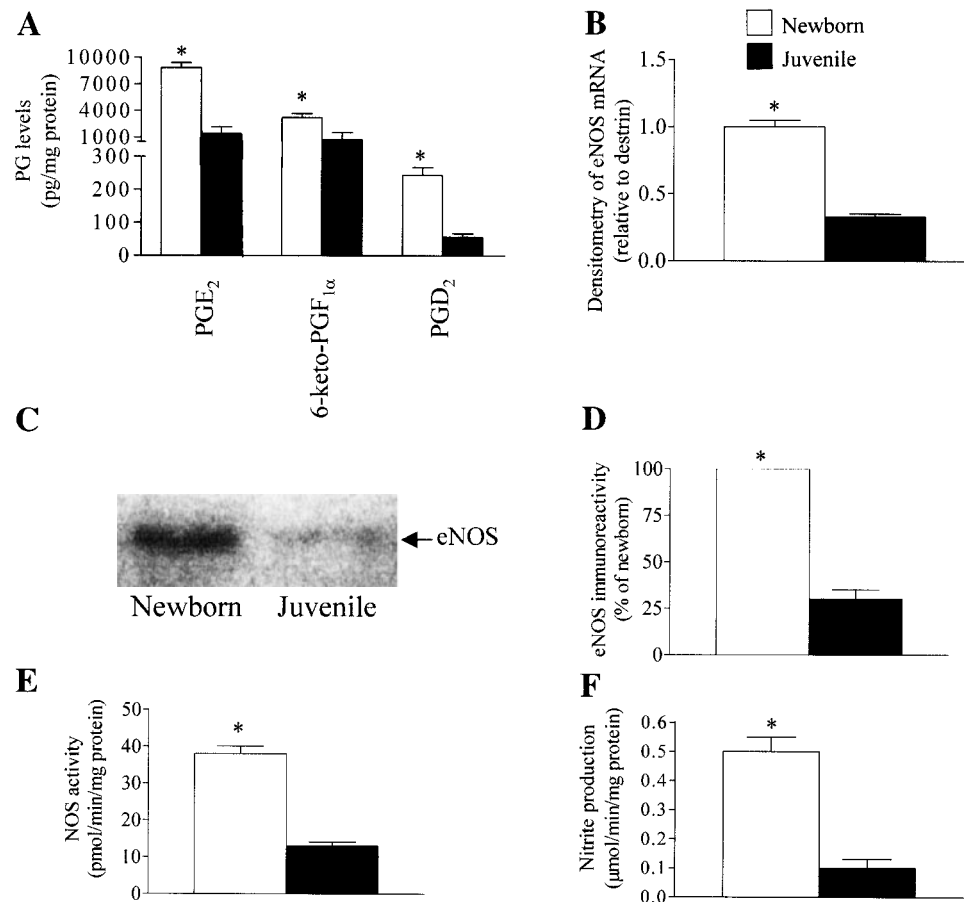 A
PG levels
(pg/mg protein)
10000
7000
4000
1000
300
200
100
0
*
*
*
PGE2
6-keto-PGF1α
PGD2
B
Newborn
Juvenile
Densitometry of eNOS mRNA
(relative to destrin)
1.5
1.0
0.5
0.0
*
C
eNOS
Newborn Juvenile
D
eNOS immunoreactivity
(% of newborn)
100
75
50
25
0
*
E
NOS activity
(pmol/min/mg protein)
50
40
30
20
10
0
*
F
Nitrite production
(μmol/min/mg protein)
0.6
0.5
0.4
0.3
0.2
0.1
0.0
*